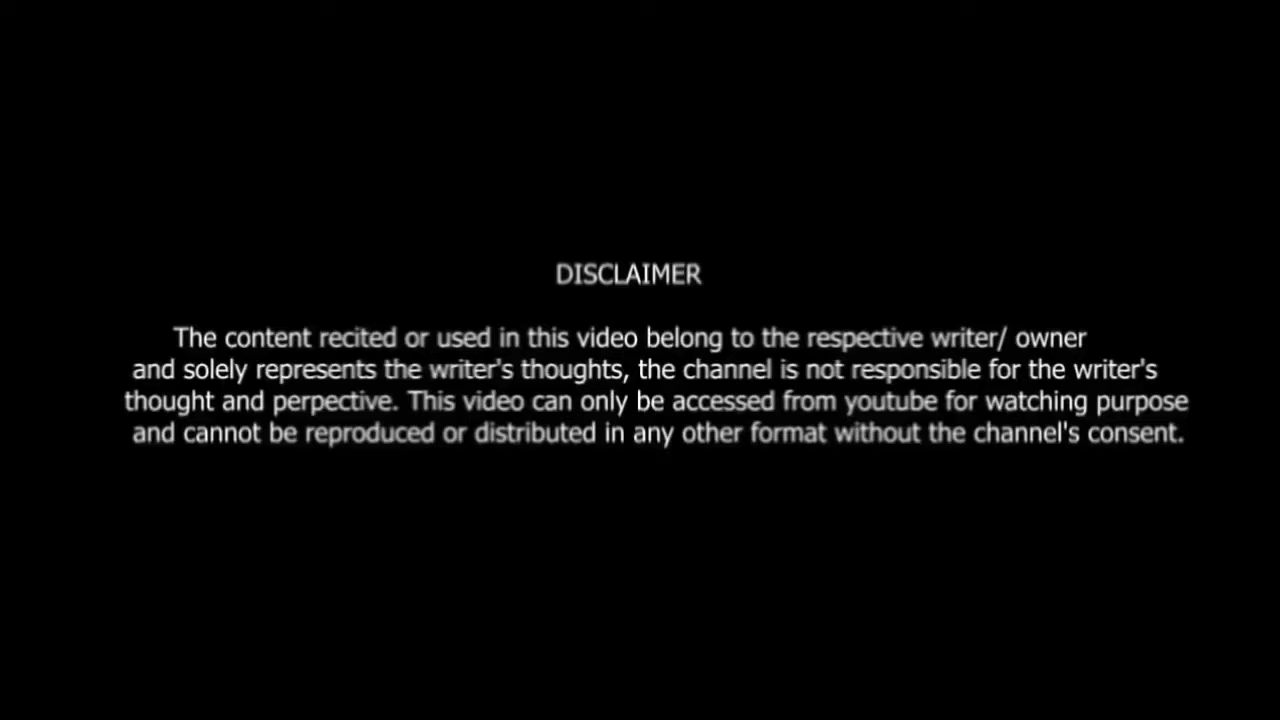 DISCLAIMER
The content recited or used in this video belong to the respective writer/ owner
and solely represents the writer's thoughts, the channel is not responsible for the writer's
thought and perpective. This video can only be accessed from youtube for watching purpose
and cannot be reproduced or distributed in any other format without the channel's consent.